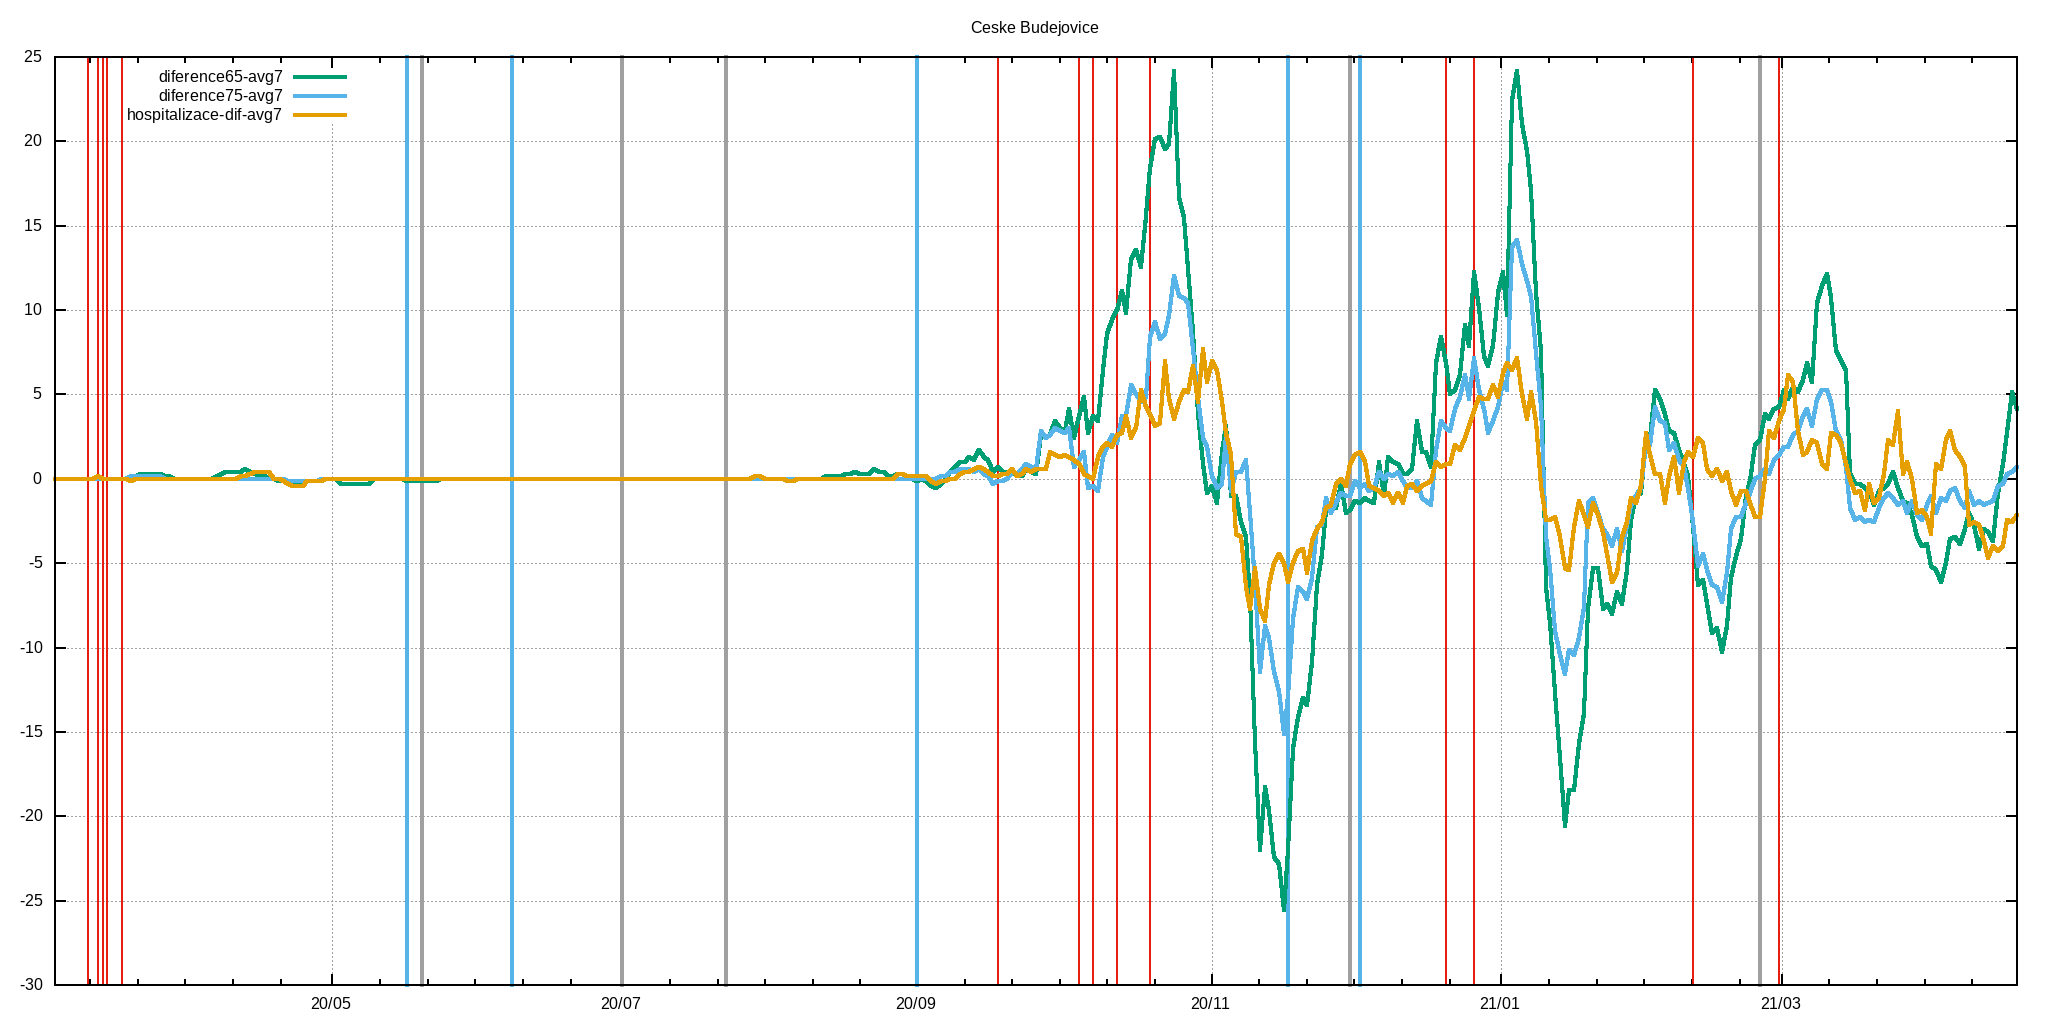 Ceske Budejovice
diference65-avg7
diference75-avg7
hospitalizace-dif-avg7
25
20
15
10
5
0
-5
-10
-15
-20
-25
-30
20/05 20/07 20/09 20/11 21/01 21/03